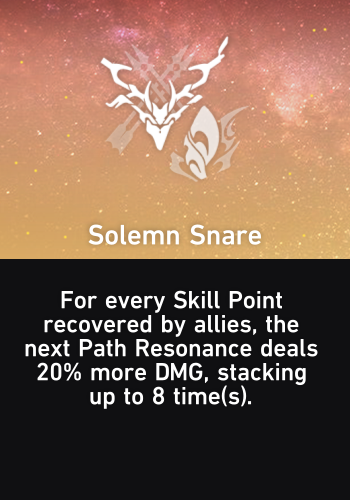 Solemn Snare
For every Skill Point
recovered by allies, the
next Path Resonance deals
20% more DMG, stacking
up to 8 time(s).